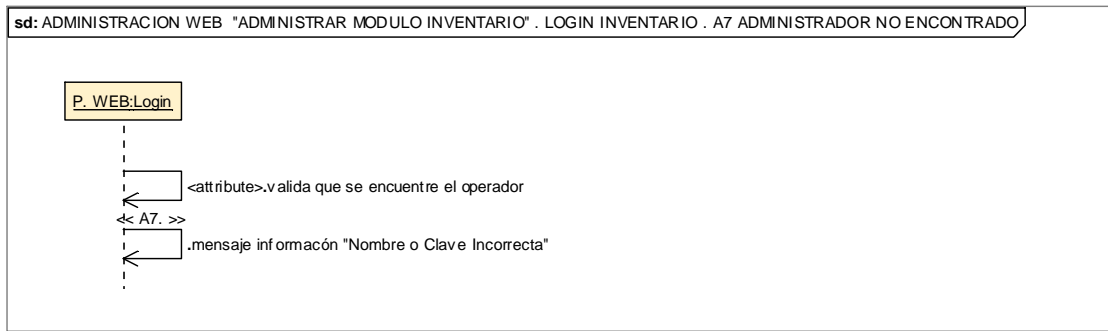 sd: ADMINISTRACION WEB "ADMINISTRAR MODULO INVENTARIO" . LOGIN INVENTARIO . A7 ADMINISTRADOR NO ENCONTRADO
P. WEB:Login
<attribute>.valida que se encuentre el operador
<< A7. >>
.mensaje informacón "Nombre o Clave Incorrecta"